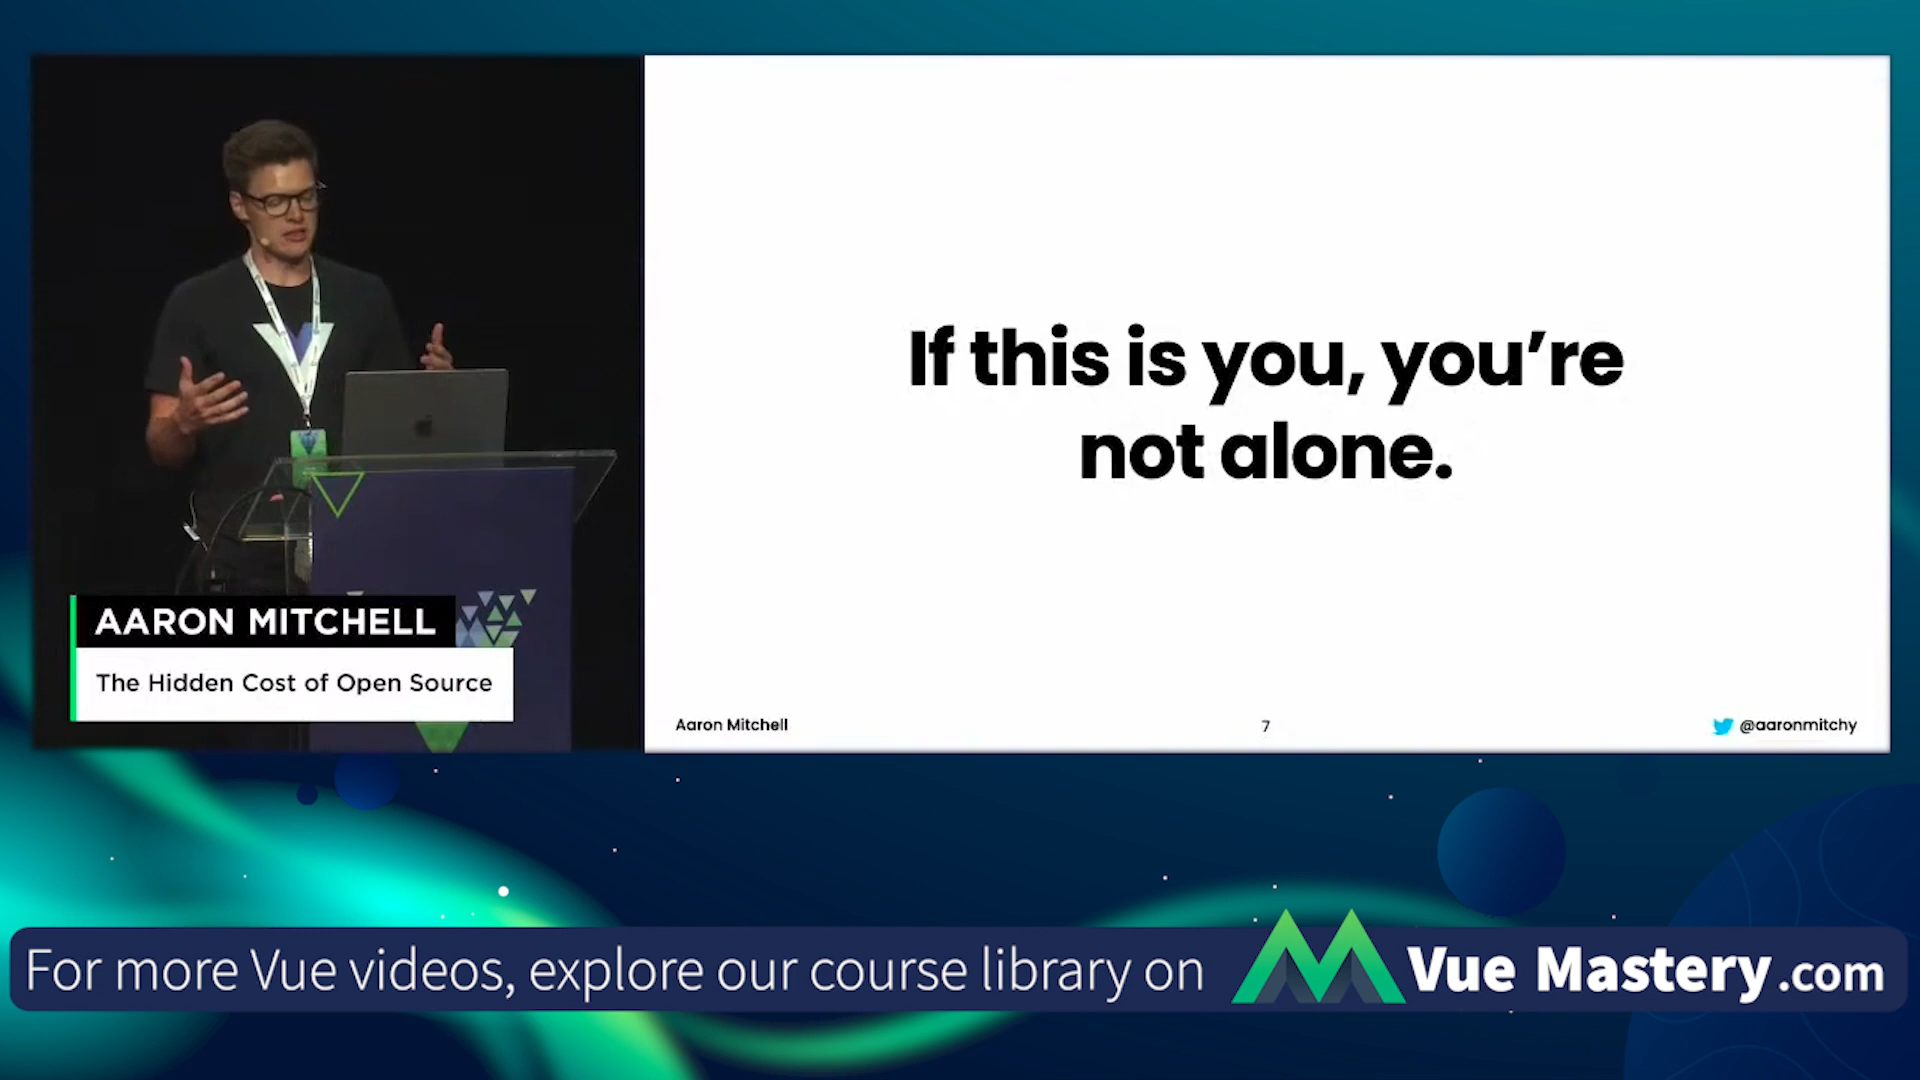 If this is you, you're
not alone.
AARON MITCHELL
The Hidden Cost of Open Source
Aaron Mitchell
7
@aaronmitchy
For more Vue videos, explore our course library on Vue Mastery.com